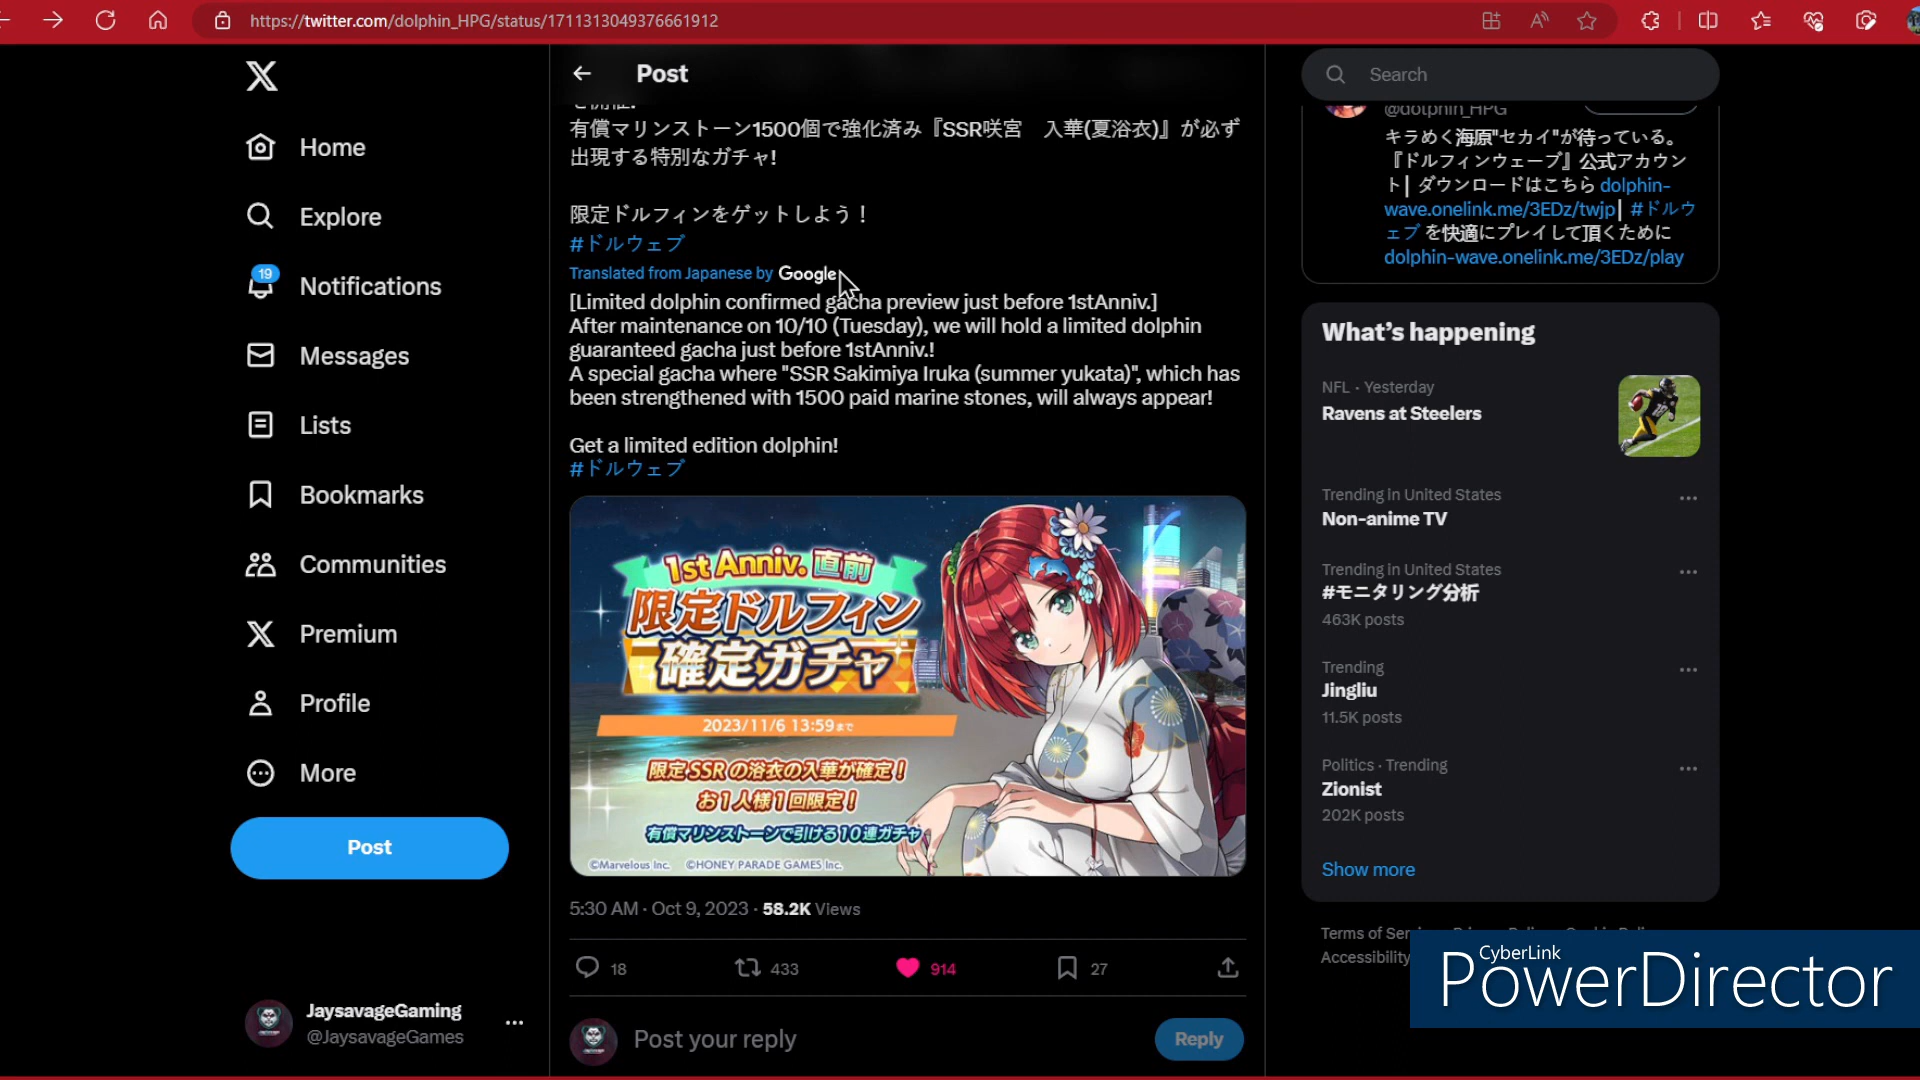 https://twitter.com/dolphin_HPG/status/1711313049376661912
Home
Explore
19
Notifications
Messages
Lists
Bookmarks
Communities
Premium
Profile
More
Post
JaysavageGaming
@JaysavageGames
Post
有償マリンストーン1500個で強化済み『SSR咲宮 入華(夏浴衣)』が必ず
出現する特別なガチャ!
限定ドルフィンをゲットしよう！
#ドルウェブ
Translated from Japanese by Google
[Limited dolphin confirmed gacha preview just before 1stAnniv.]
After maintenance on 10/10 (Tuesday), we will hold a limited dolphin
guaranteed gacha just before 1stAnniv.!
A special gacha where "SSR Sakimiya Iruka (summer yukata)", which has
been strengthened with 1500 paid marine stones, will always appear!
Get a limited edition dolphin!
#ドルウェブ
1st Anniv. 直前
限定ドルフィン
確定ガチャ
2023/11/6 13:59まで
限定SSRの浴衣の入華が確定！
お1人様1回限定！
有償マリンストーンで引ける10連ガチャ
©Marvelous Inc. ©HONEY PARADE GAMES Inc.
5:30 AM · Oct 9, 2023 · 58.2K Views
18
433
914
27
Post your reply
Reply
Search
@dolphin_HPG
キラめく海原"セカイ"が待っている。
『ドルフィンウェーブ』公式アカウン
ト| ダウンロードはこちら dolphin-
wave.onelink.me/3EDz/twjp| #ドルウ
ェブ を快適にプレイして頂くために
dolphin-wave.onelink.me/3EDz/play
What's happening
NFL · Yesterday
Ravens at Steelers
Trending in United States
Non-anime TV
Trending in United States
#モニタリング分析
463K posts
Trending
Jingliu
11.5K posts
Politics · Trending
Zionist
202K posts
Show more
Terms of
Accessibility
CyberLink
PowerDirector